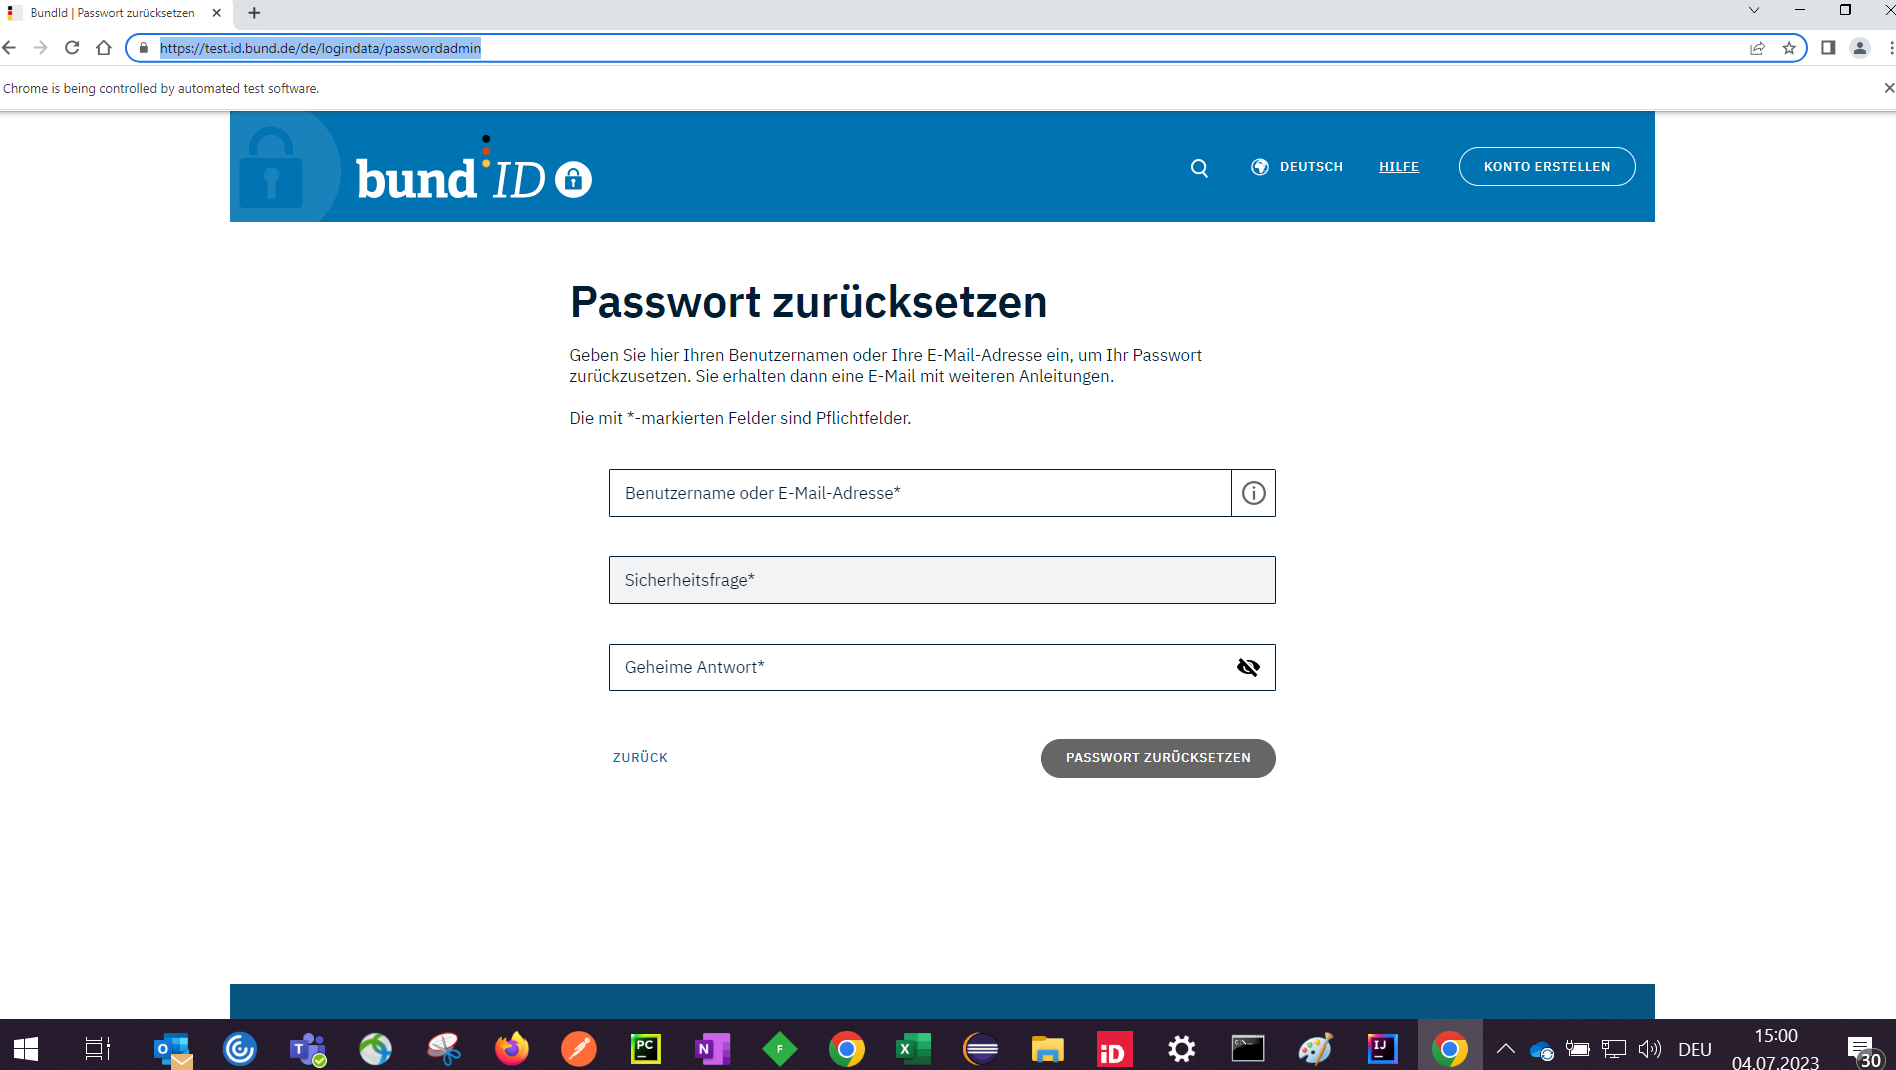 BundId | Passwort zurücksetzen
https://test.id.bund.de/de/logindata/passwordadmin
Chrome is being controlled by automated test software.
bund ID
DEUTSCH
HILFE
KONTO ERSTELLEN
Passwort zurücksetzen
Geben Sie hier Ihren Benutzernamen oder Ihre E-Mail-Adresse ein, um Ihr Passwort
zurückzusetzen. Sie erhalten dann eine E-Mail mit weiteren Anleitungen.
Die mit *-markierten Felder sind Pflichtfelder.
Benutzername oder E-Mail-Adresse*
Sicherheitsfrage*
Geheime Antwort*
ZURÜCK
PASSWORT ZURÜCKSETZEN
O
T
PC
N
F
X
iD
C:\_
IJ
DEU
15:00
04.07.2023
30